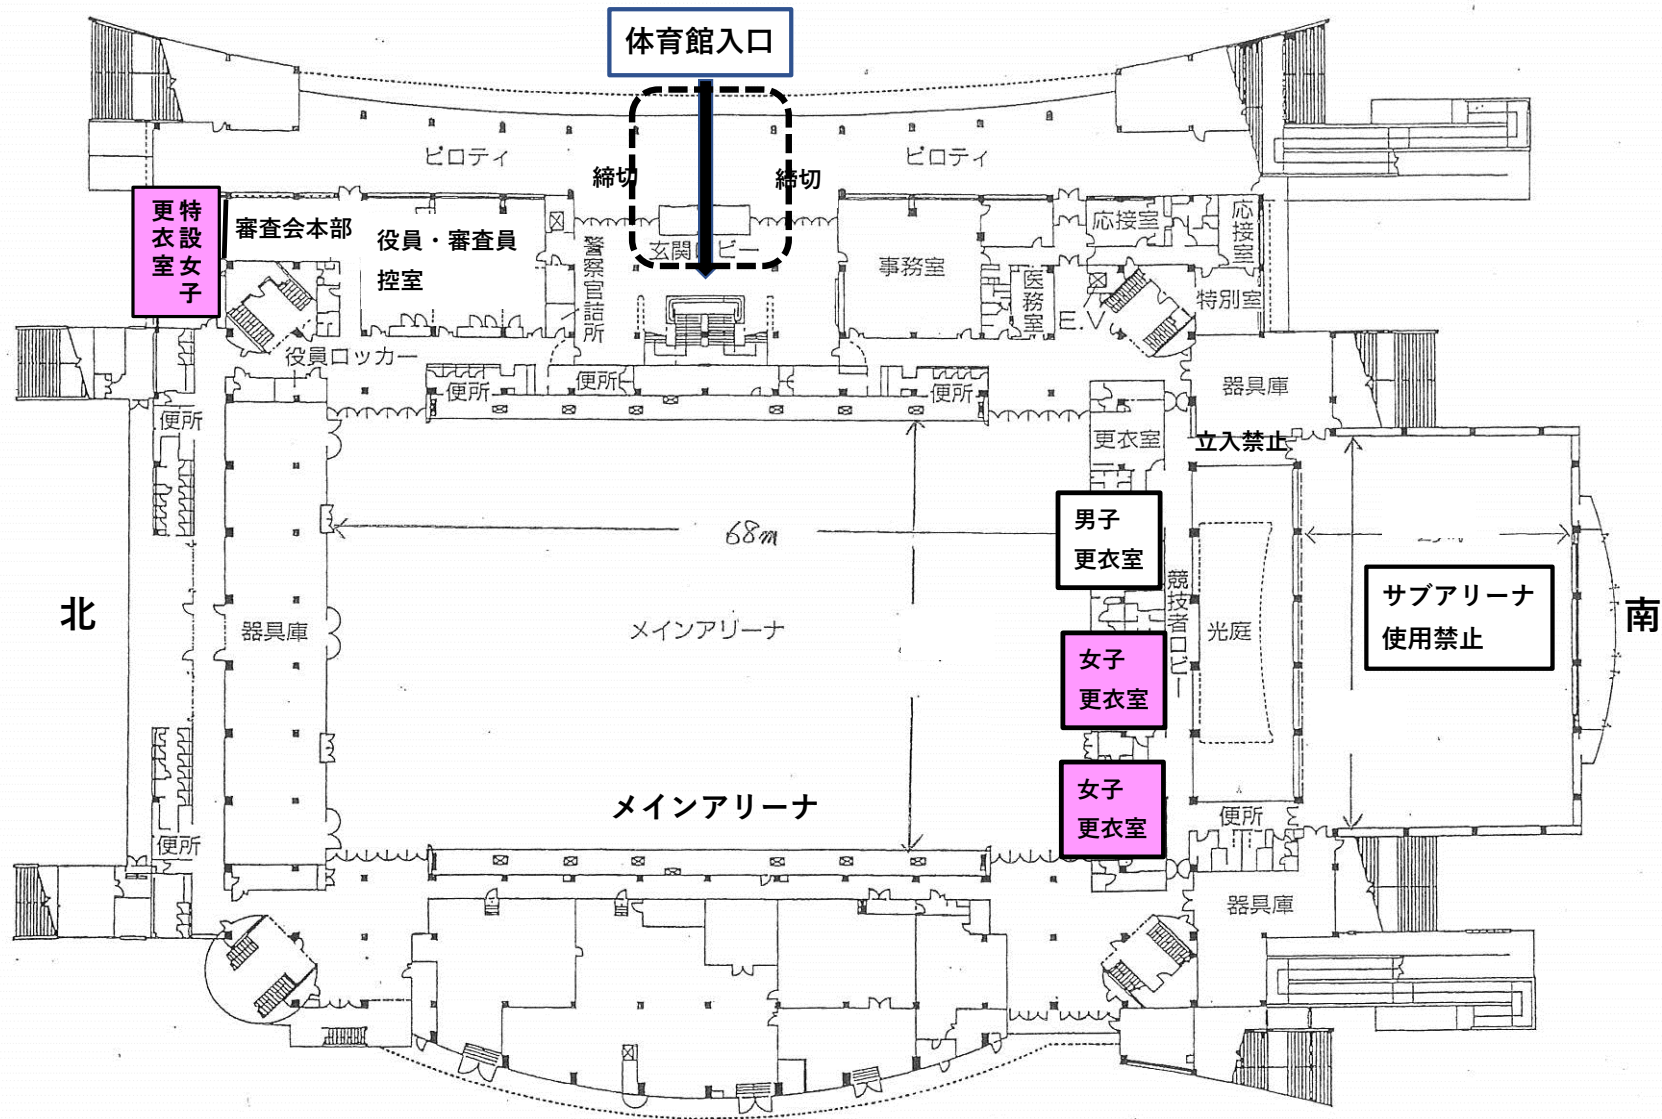 体育館入口
ピロティ
ピロティ
締切
締切
特設女子
更衣室
審査会本部
役員・審査員
控室
警察官詰所
玄関ロビー
事務室
応接室
応接室
医務室
E.V
特別室
役員ロッカー
便所
便所
便所
便所
器具庫
更衣室
立入禁止
男子
更衣室
68m
競技者ロビー
光庭
サブアリーナ
使用禁止
北
南
器具庫
メインアリーナ
女子
更衣室
女子
更衣室
メインアリーナ
便所
便所
器具庫